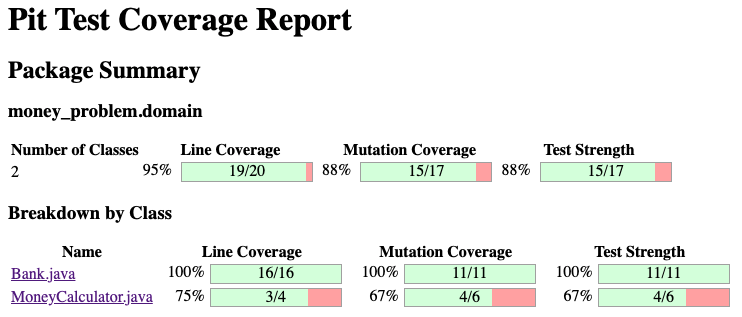 Pit Test Coverage Report
Package Summary
money_problem.domain
Number of Classes Line Coverage Mutation Coverage Test Strength
2 95% 19/20 88% 15/17 88% 15/17
Breakdown by Class
Name Line Coverage Mutation Coverage Test Strength
Bank.java 100% 16/16 100% 11/11 100% 11/11
MoneyCalculator.java 75% 3/4 67% 4/6 67% 4/6